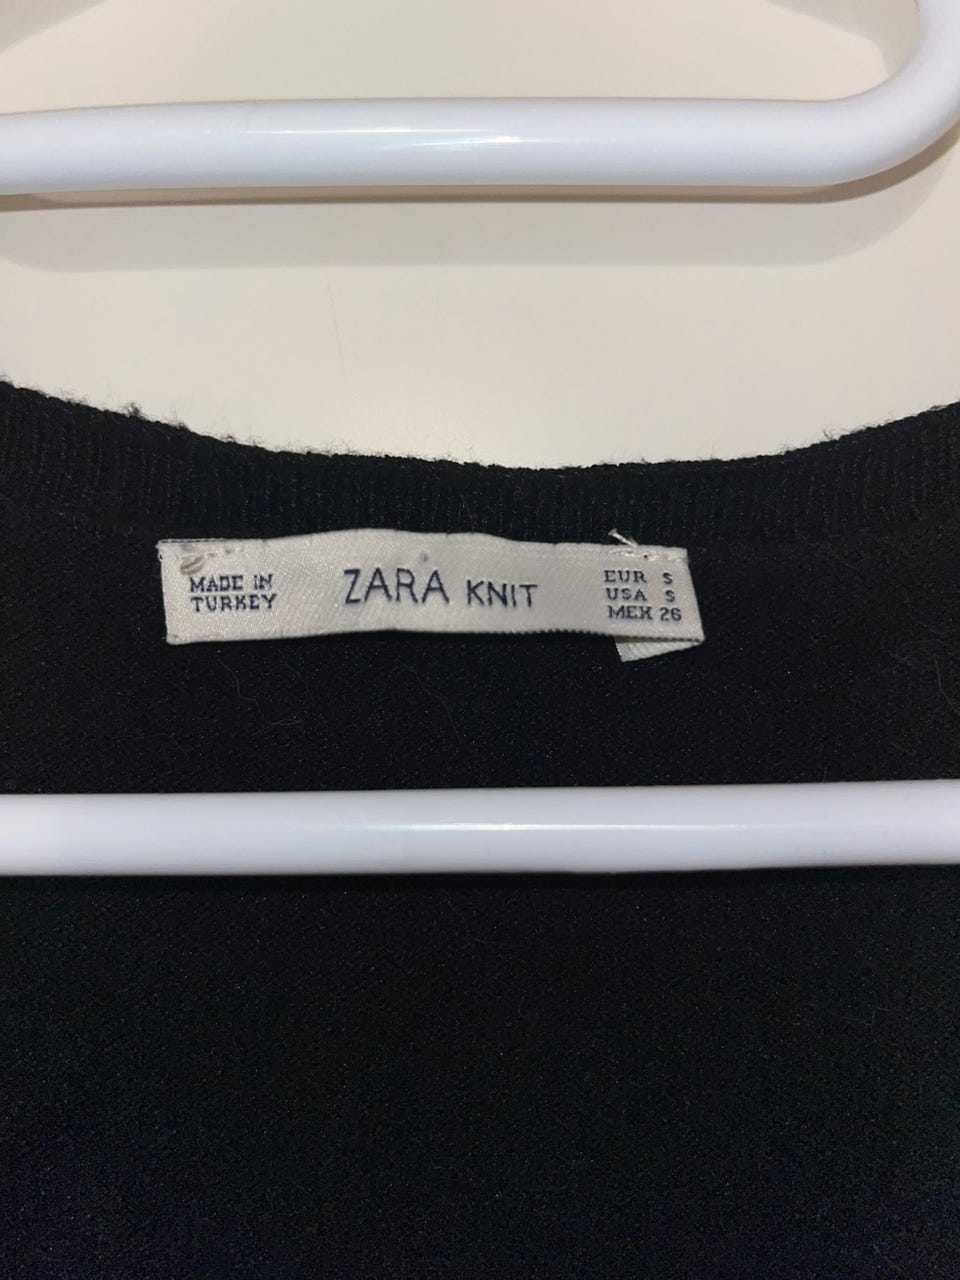 MADE IN
TURKEY
ZARA KNIT
EUR S
USA S
MEX 26